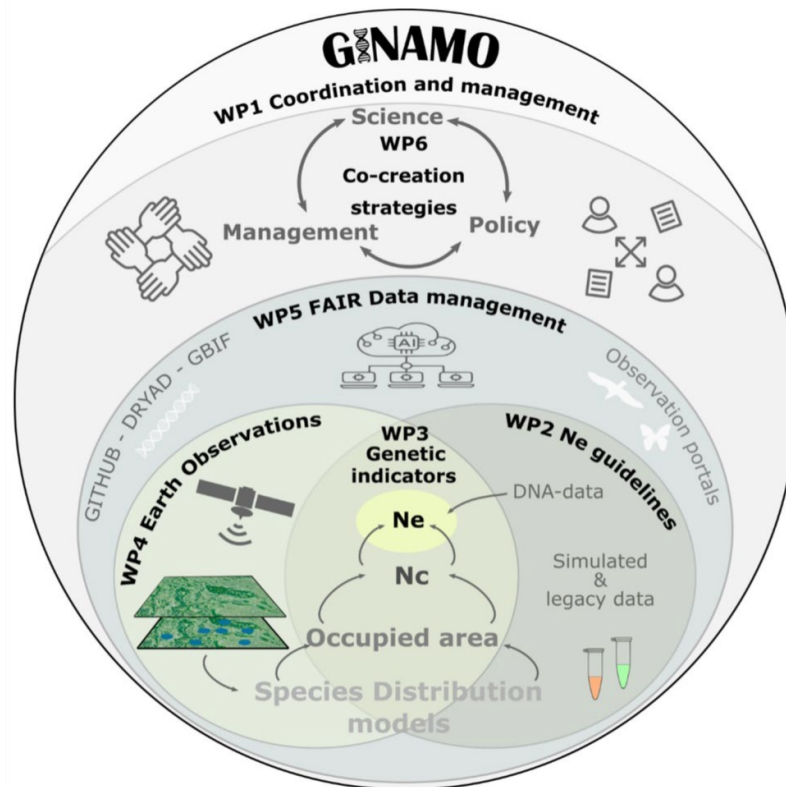 GINAMO
WP1 Coordination and management
Science
WP6
Co-creation
strategies
Management
Policy
WP5 FAIR Data management
AI
GITHUB - DRYAD - GBIF
Observation portals
WP4 Earth Observations
WP3
Genetic
indicators
WP2 Ne guidelines
DNA-data
Ne
Nc
Simulated
&
legacy data
Occupied area
Species Distribution
models